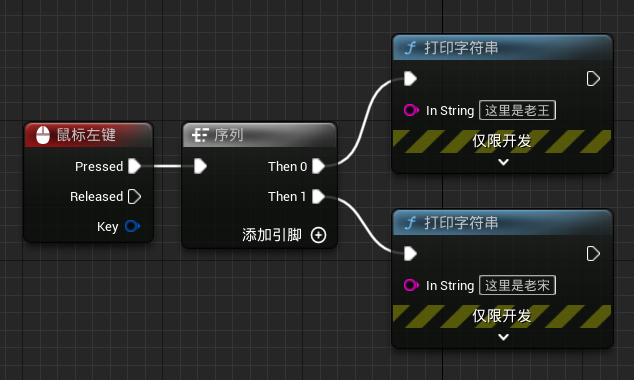 鼠标左键
Pressed
Released
Key
序列
Then 0
Then 1
添加引脚
打印字符串
In String 这里是老王
仅限开发
打印字符串
In String 这里是老宋
仅限开发